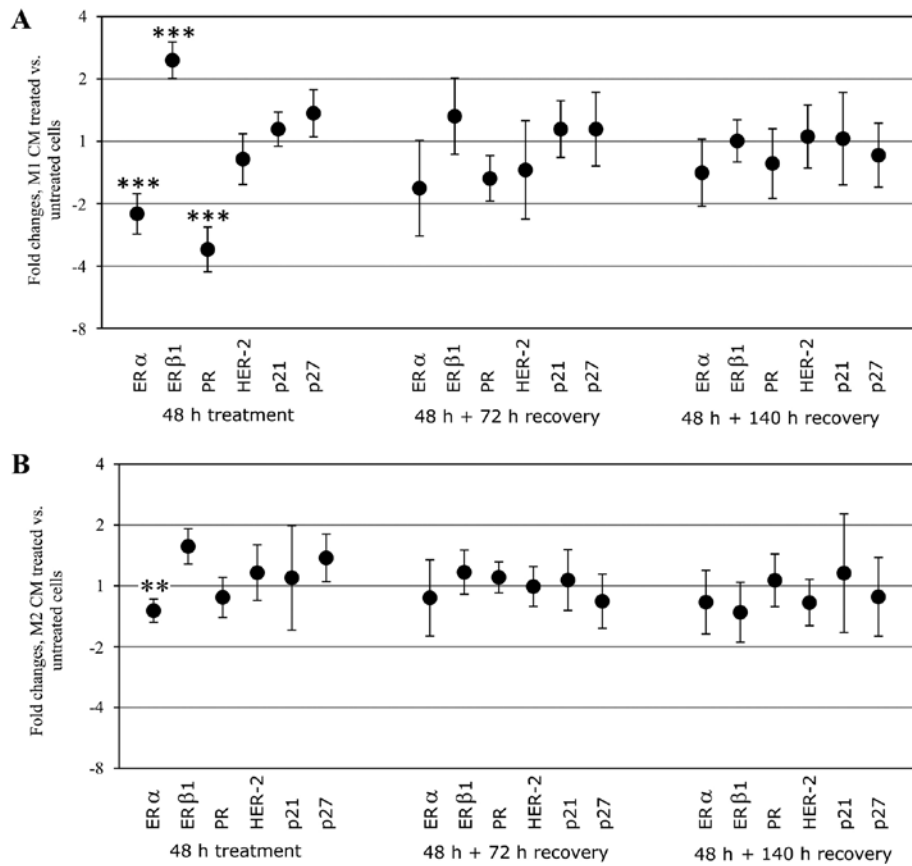 A
Fold changes, M1 CM treated vs.
untreated cells
4
2
1
-2
-4
-8
***
***
***
ER α
ER β1
PR
HER-2
p21
p27
48 h treatment
ER α
ER β1
PR
HER-2
p21
p27
48 h + 72 h recovery
ER α
ER β1
PR
HER-2
p21
p27
48 h + 140 h recovery
B
Fold changes, M2 CM treated vs.
untreated cells
4
2
1
-2
-4
-8
**
ER α
ER β1
PR
HER-2
p21
p27
48 h treatment
ER α
ER β1
PR
HER-2
p21
p27
48 h + 72 h recovery
ER α
ER β1
PR
HER-2
p21
p27
48 h + 140 h recovery